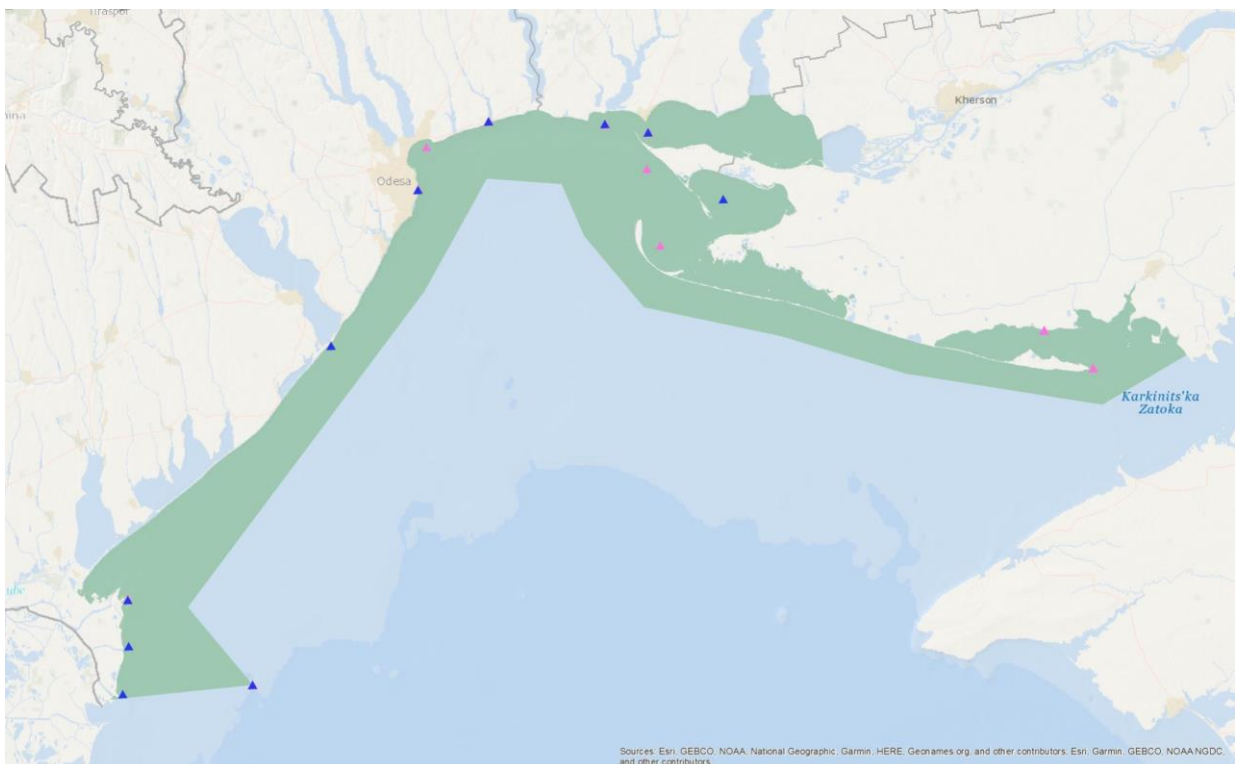 Tiraspol
Kherson
Odesa
Karkinits'ka
Zatoka
Sources: Esri, GEBCO, NOAA, National Geographic, Garmin, HERE, Geonames.org, and other contributors, Esri, Garmin, GEBCO, NOAA NGDC,
and other contributors